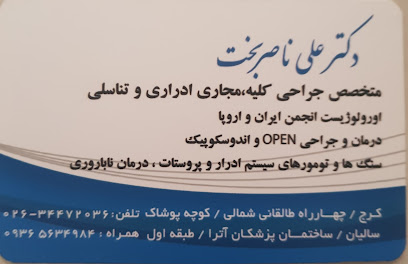 دکتر علی ناصربخت
متخصص جراحی کلیه،مجاری ادراری و تناسلی
اورولوژیست انجمن ایران و اروپا
درمان و جراحی OPEN و اندوسکوپیک
سنگ ها و تومورهای سیستم ادرار و پروستات ، درمان ناباروری
کرج / چهارراه طالقانی شمالی / کوچه پوشاک تلفن: ۰۲۶-۳۴۴۷۲۰۳۶
سالیان / ساختمان پزشکان آترا / طبقه اول همراه : ۰۹۳۶ ۵۶۳۴۹۸۴